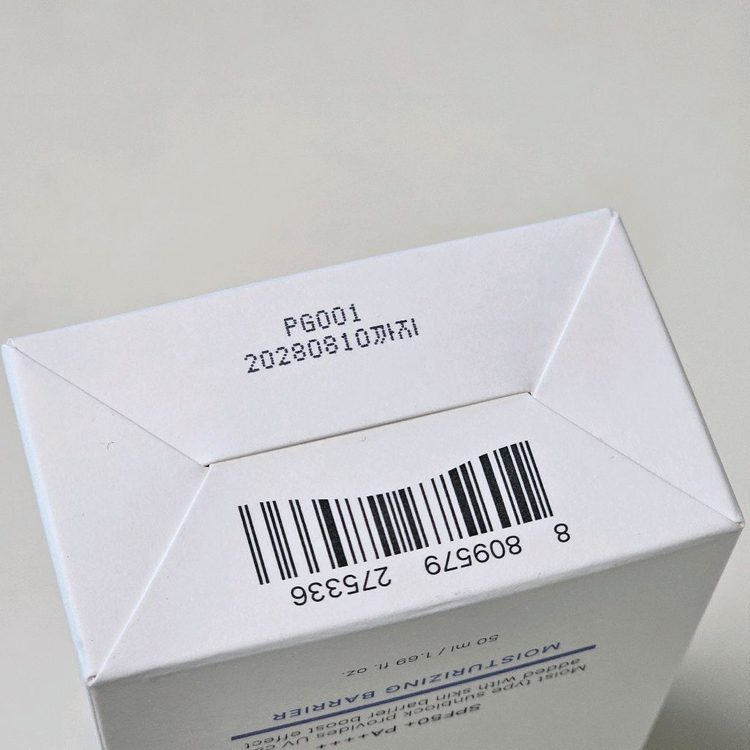 PG001
20280810까지
8 809579 275336
SPF50+ PA++++
Moist type sunblock provides UV
added with skin barrier boost effect
MOISTURIZING BARRIER
50 ml / 1.69 fl. oz.